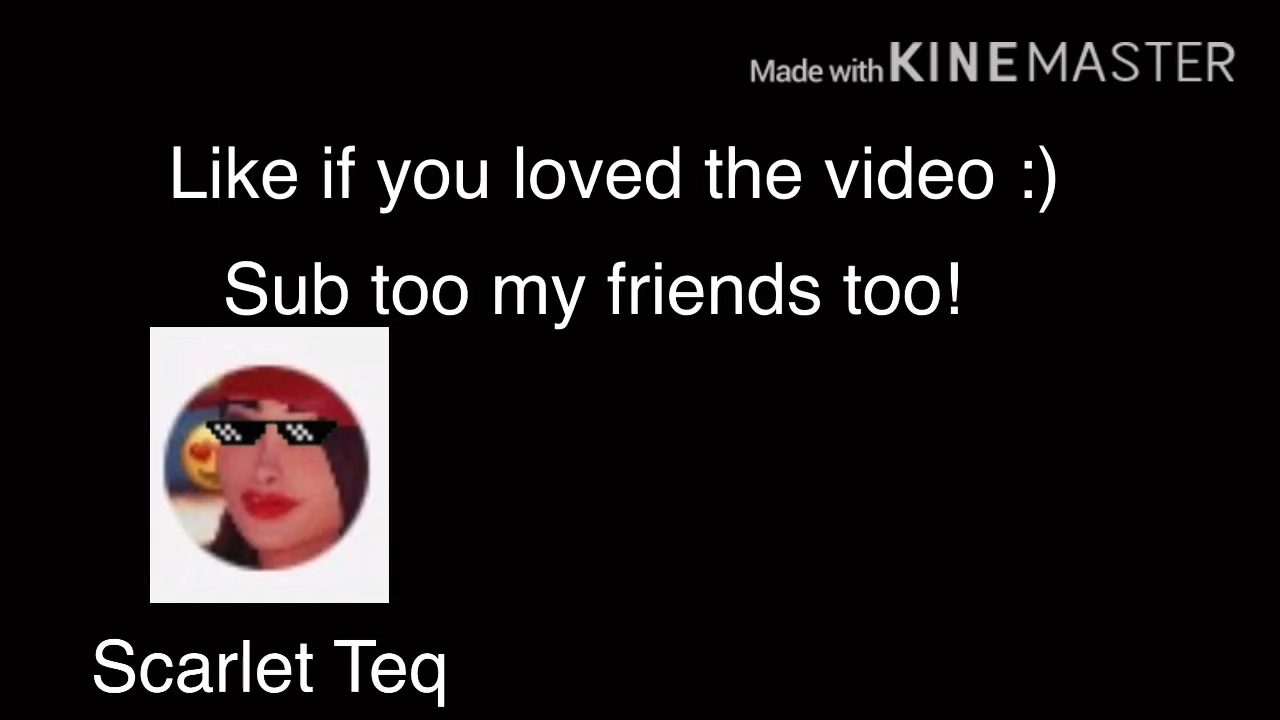 Made with KINEMASTER
Like if you loved the video :)
Sub too my friends too!
Scarlet Teq